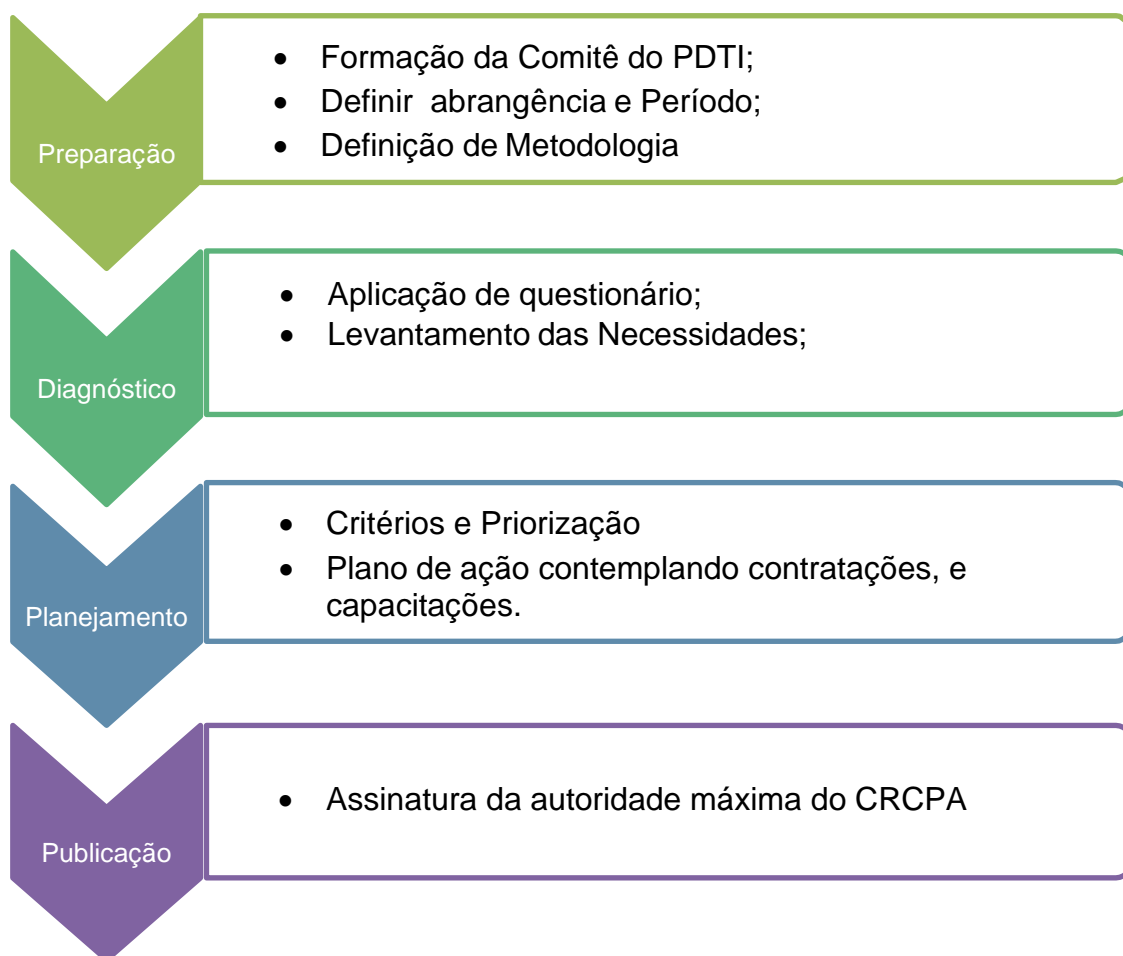 Preparação
• Formação da Comitê do PDTI;
• Definir abrangência e Período;
• Definição de Metodologia
Diagnóstico
• Aplicação de questionário;
• Levantamento das Necessidades;
Planejamento
• Critérios e Priorização
• Plano de ação contemplando contratações, e
capacitações.
Publicação
• Assinatura da autoridade máxima do CRCPA